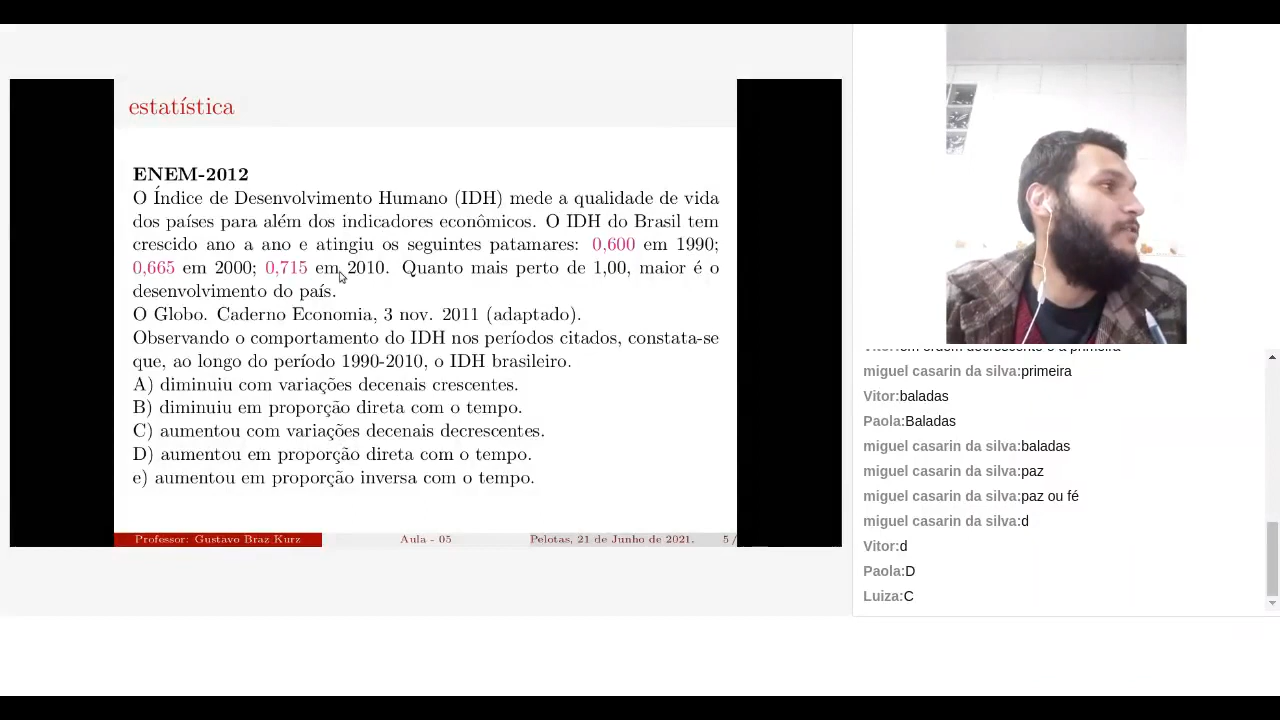 estatística
ENEM-2012
O Índice de Desenvolvimento Humano (IDH) mede a qualidade de vida
dos países para além dos indicadores econômicos. O IDH do Brasil tem
crescido ano a ano e atingiu os seguintes patamares: 0,600 em 1990;
0,665 em 2000; 0,715 em 2010. Quanto mais perto de 1,00, maior é o
desenvolvimento do país.
O Globo. Caderno Economia, 3 nov. 2011 (adaptado).
Observando o comportamento do IDH nos períodos citados, constata-se
que, ao longo do período 1990-2010, o IDH brasileiro.
A) diminuiu com variações decenais crescentes.
B) diminuiu em proporção direta com o tempo.
C) aumentou com variações decenais decrescentes.
D) aumentou em proporção direta com o tempo.
e) aumentou em proporção inversa com o tempo.
Professor: Gustavo Braz Kurz Aula - 05 Pelotas, 21 de Junho de 2021. 5 /
Vitor:em ordem decrescente é a primeira
miguel casarin da silva:primeira
Vitor:baladas
Paola:Baladas
miguel casarin da silva:baladas
miguel casarin da silva:paz
miguel casarin da silva:paz ou fé
miguel casarin da silva:d
Vitor:d
Paola:D
Luiza:C